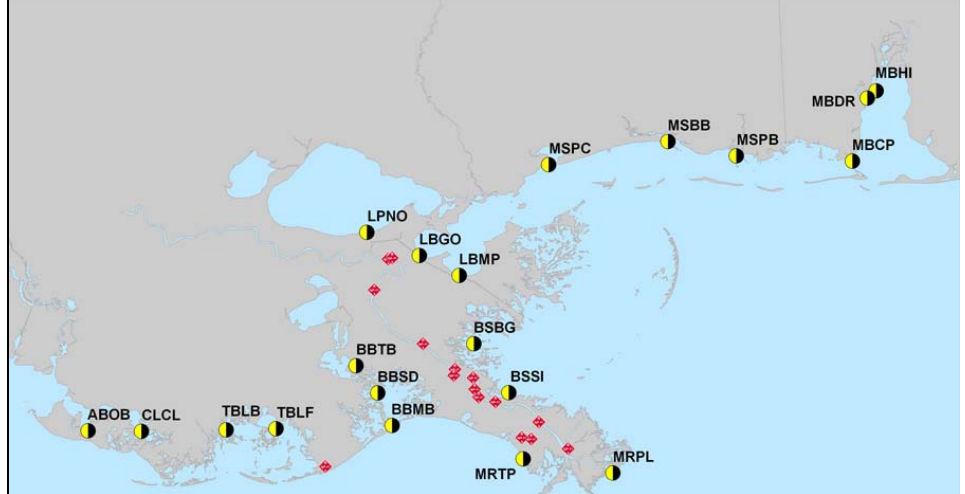 MBHI
MBDR
MSBB
MSPC
MSPB
MBCP
LPNO
LBGO
LBMP
BSBG
BBTB
BBSD
BSSI
ABOB
CLCL
TBLB
TBLF
BBMB
MRTP
MRPL